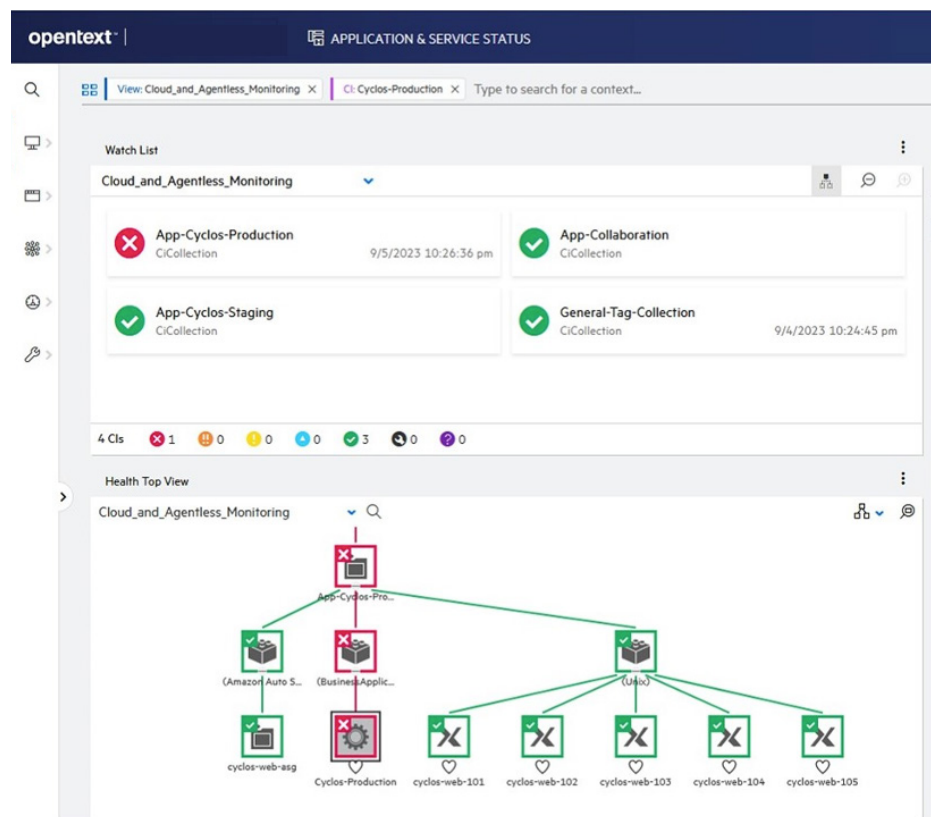 opentext™ |
APPLICATION & SERVICE STATUS
View: Cloud_and_Agentless_Monitoring × CI: Cyclos-Production × Type to search for a context...
Watch List
Cloud_and_Agentless_Monitoring
App-Cyclos-Production
CiCollection
9/5/2023 10:26:36 pm
App-Collaboration
CiCollection
App-Cyclos-Staging
CiCollection
General-Tag-Collection
CiCollection
9/4/2023 10:24:45 pm
4 CIs 1 0 0 0 3 0 0
Health Top View
Cloud_and_Agentless_Monitoring
App-Cyclos-Pro...
(Amazon Auto S... (BusinessApplic... (Unix)
cyclos-web-asg Cyclos-Production cyclos-web-101 cyclos-web-102 cyclos-web-103 cyclos-web-104 cyclos-web-105